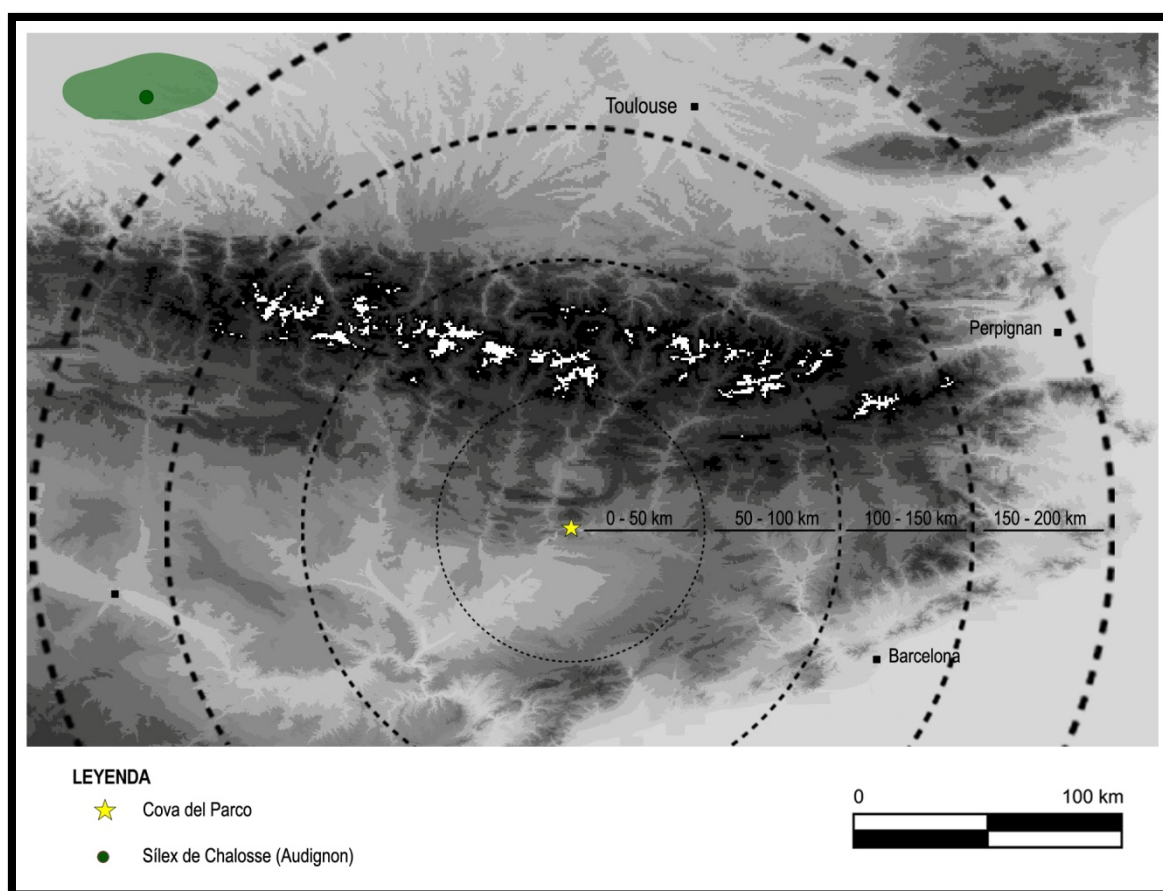 Toulouse
Perpignan
0 - 50 km
50 - 100 km
100 - 150 km
150 - 200 km
Barcelona
LEYENDA
Cova del Parco
Sílex de Chalosse (Audignon)
0
100 km